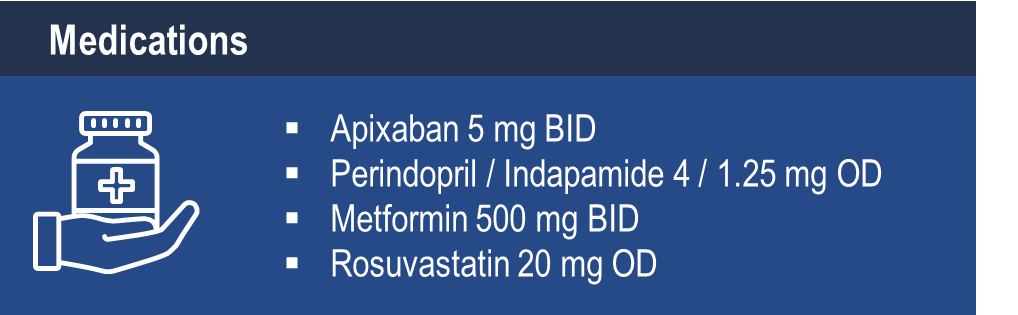 Medications
▪ Apixaban 5 mg BID
▪ Perindopril / Indapamide 4 / 1.25 mg OD
▪ Metformin 500 mg BID
▪ Rosuvastatin 20 mg OD